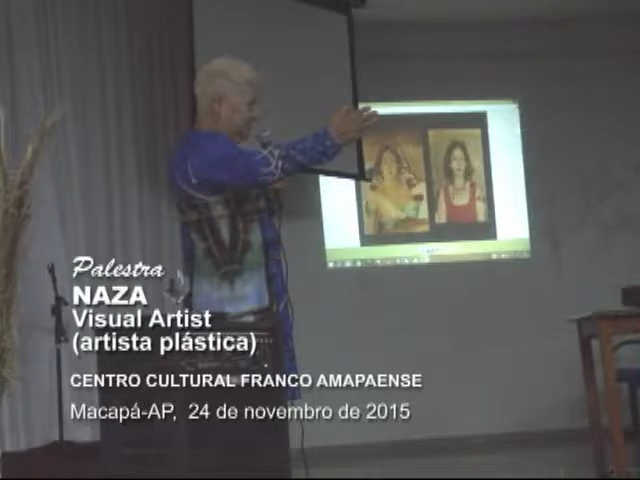 Palestra
NAZA
Visual Artist
(artista plástica)
CENTRO CULTURAL FRANCO AMAPAENSE
Macapá-AP, 24 de novembro de 2015